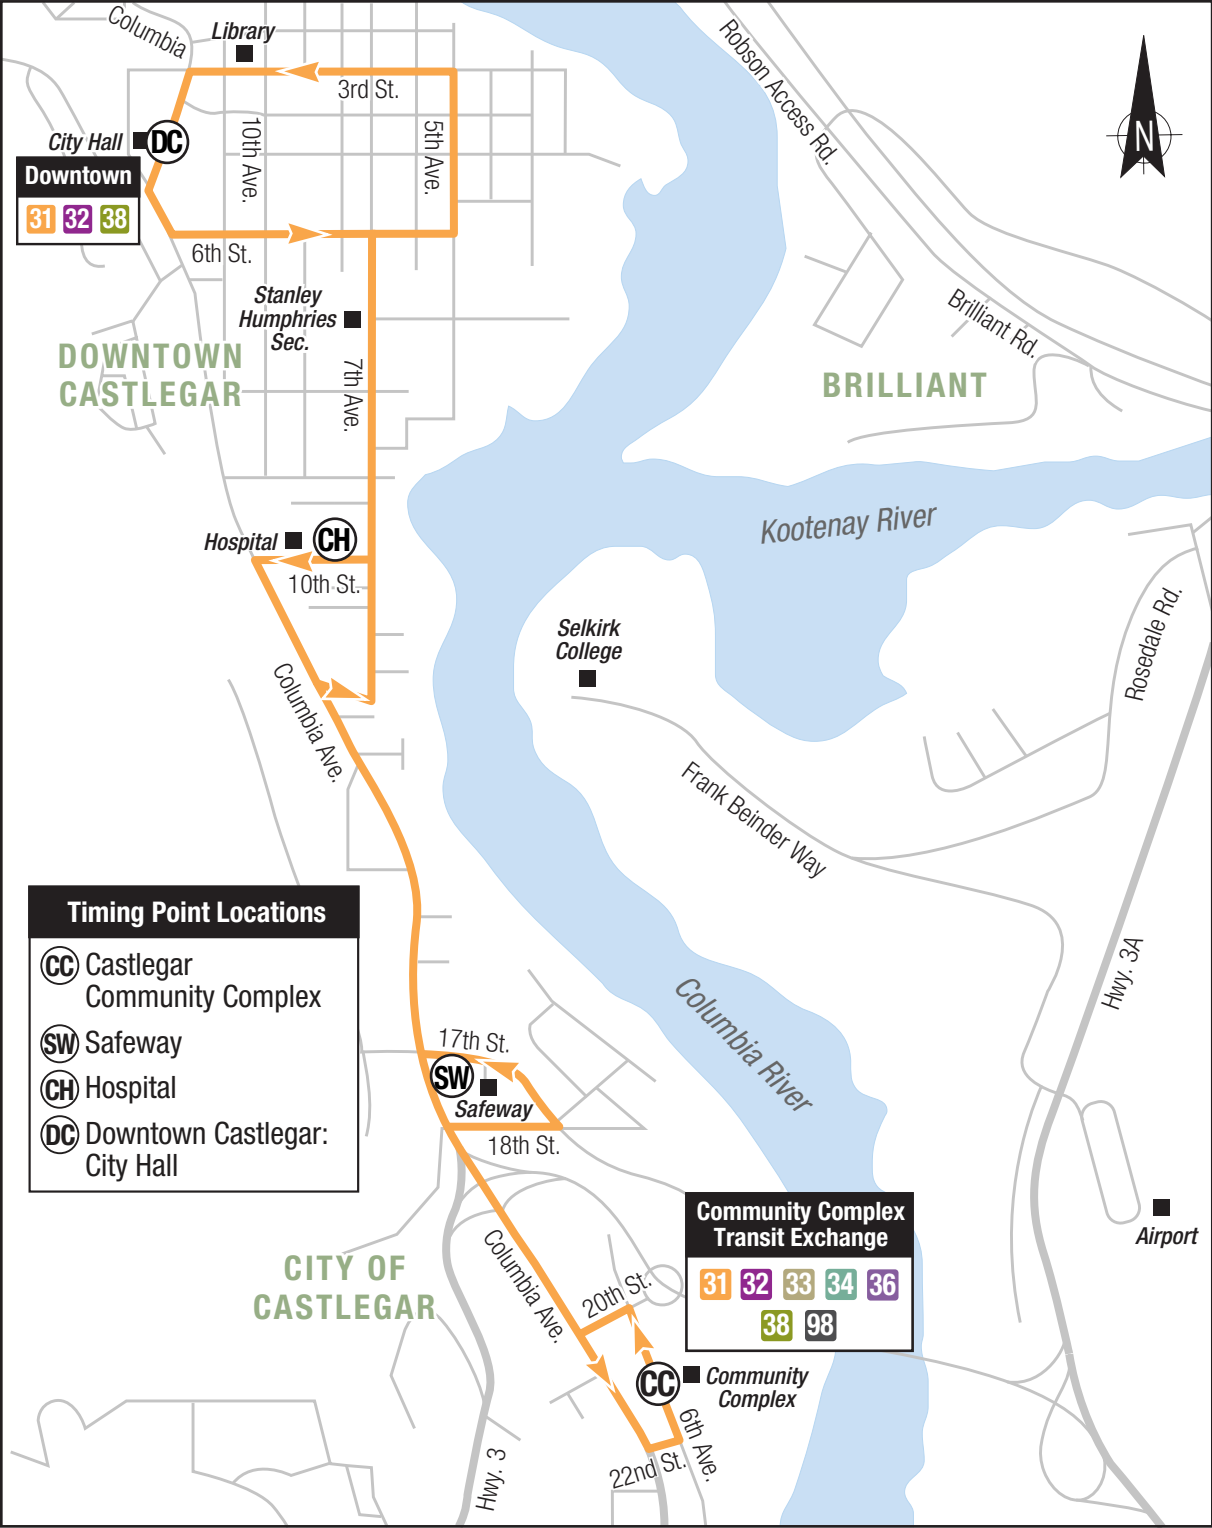 Columbia
Library
Robson Access Rd.
3rd St.
N
City Hall
DC
10th Ave.
5th Ave.
Downtown
31 32 38
6th St.
Stanley
Humphries
Sec.
Brilliant Rd.
DOWNTOWN
CASTLEGAR
7th Ave.
BRILLIANT
Kootenay River
Hospital
CH
10th St.
Selkirk
College
Rosedale Rd.
Columbia Ave.
Frank Beinder Way
Timing Point Locations
CC Castlegar
Community Complex
SW Safeway
CH Hospital
DC Downtown Castlegar:
City Hall
Hwy. 3A
Columbia River
17th St.
SW
Safeway
18th St.
Community Complex
Transit Exchange
31 32 33 34 36
38 98
Airport
CITY OF
CASTLEGAR
Columbia Ave.
20th St.
CC
Community
Complex
6th Ave.
22nd St.
Hwy. 3